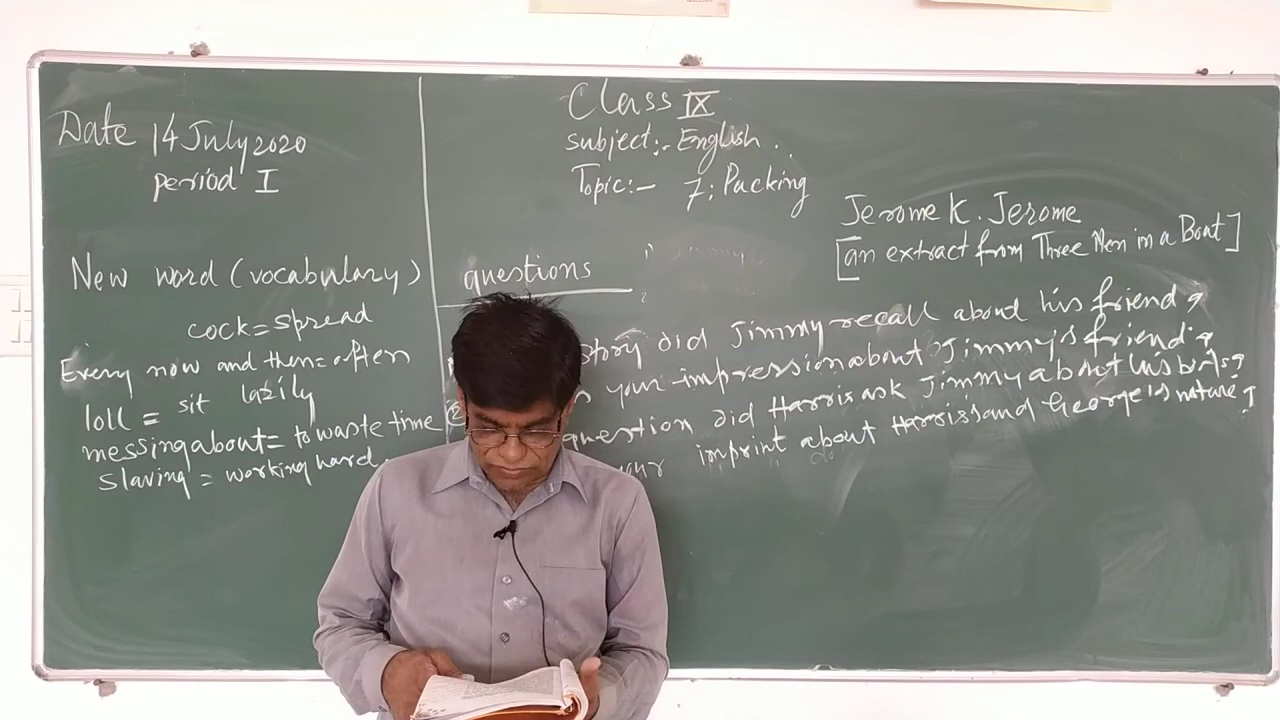 Date 14 July 2020
period I
Class IX
Subject:- English.
Topic:- 7; Packing
Jerome K. Jerome
[an extract from Three Men in a Boat]
New word (vocabulary)
cock = spread
Every now and then = often
loll = sit lazily
messing about = to waste time
slaving = working hard
questions
story did Jimmy recall about his friend ?
your impression about Jimmy's friend ?
question did Harris ask Jimmy about his
your imprint about Harris's and George's nature ?